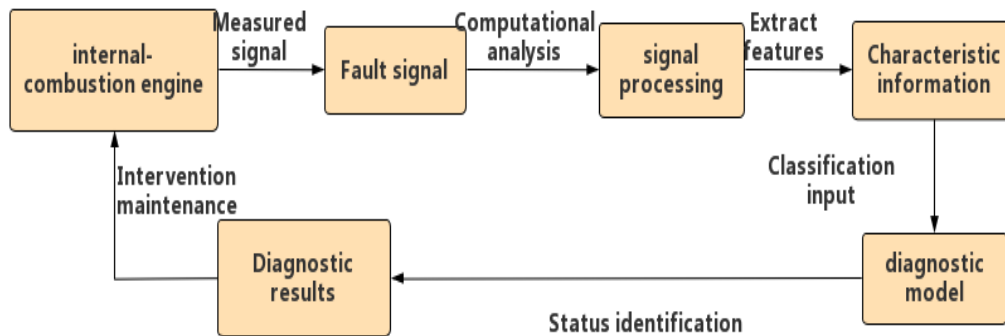 internal-
combustion engine
Measured
signal
Fault signal
Computational
analysis
signal
processing
Extract
features
Characteristic
information
Classification
input
diagnostic
model
Status identification
Diagnostic
results
Intervention
maintenance